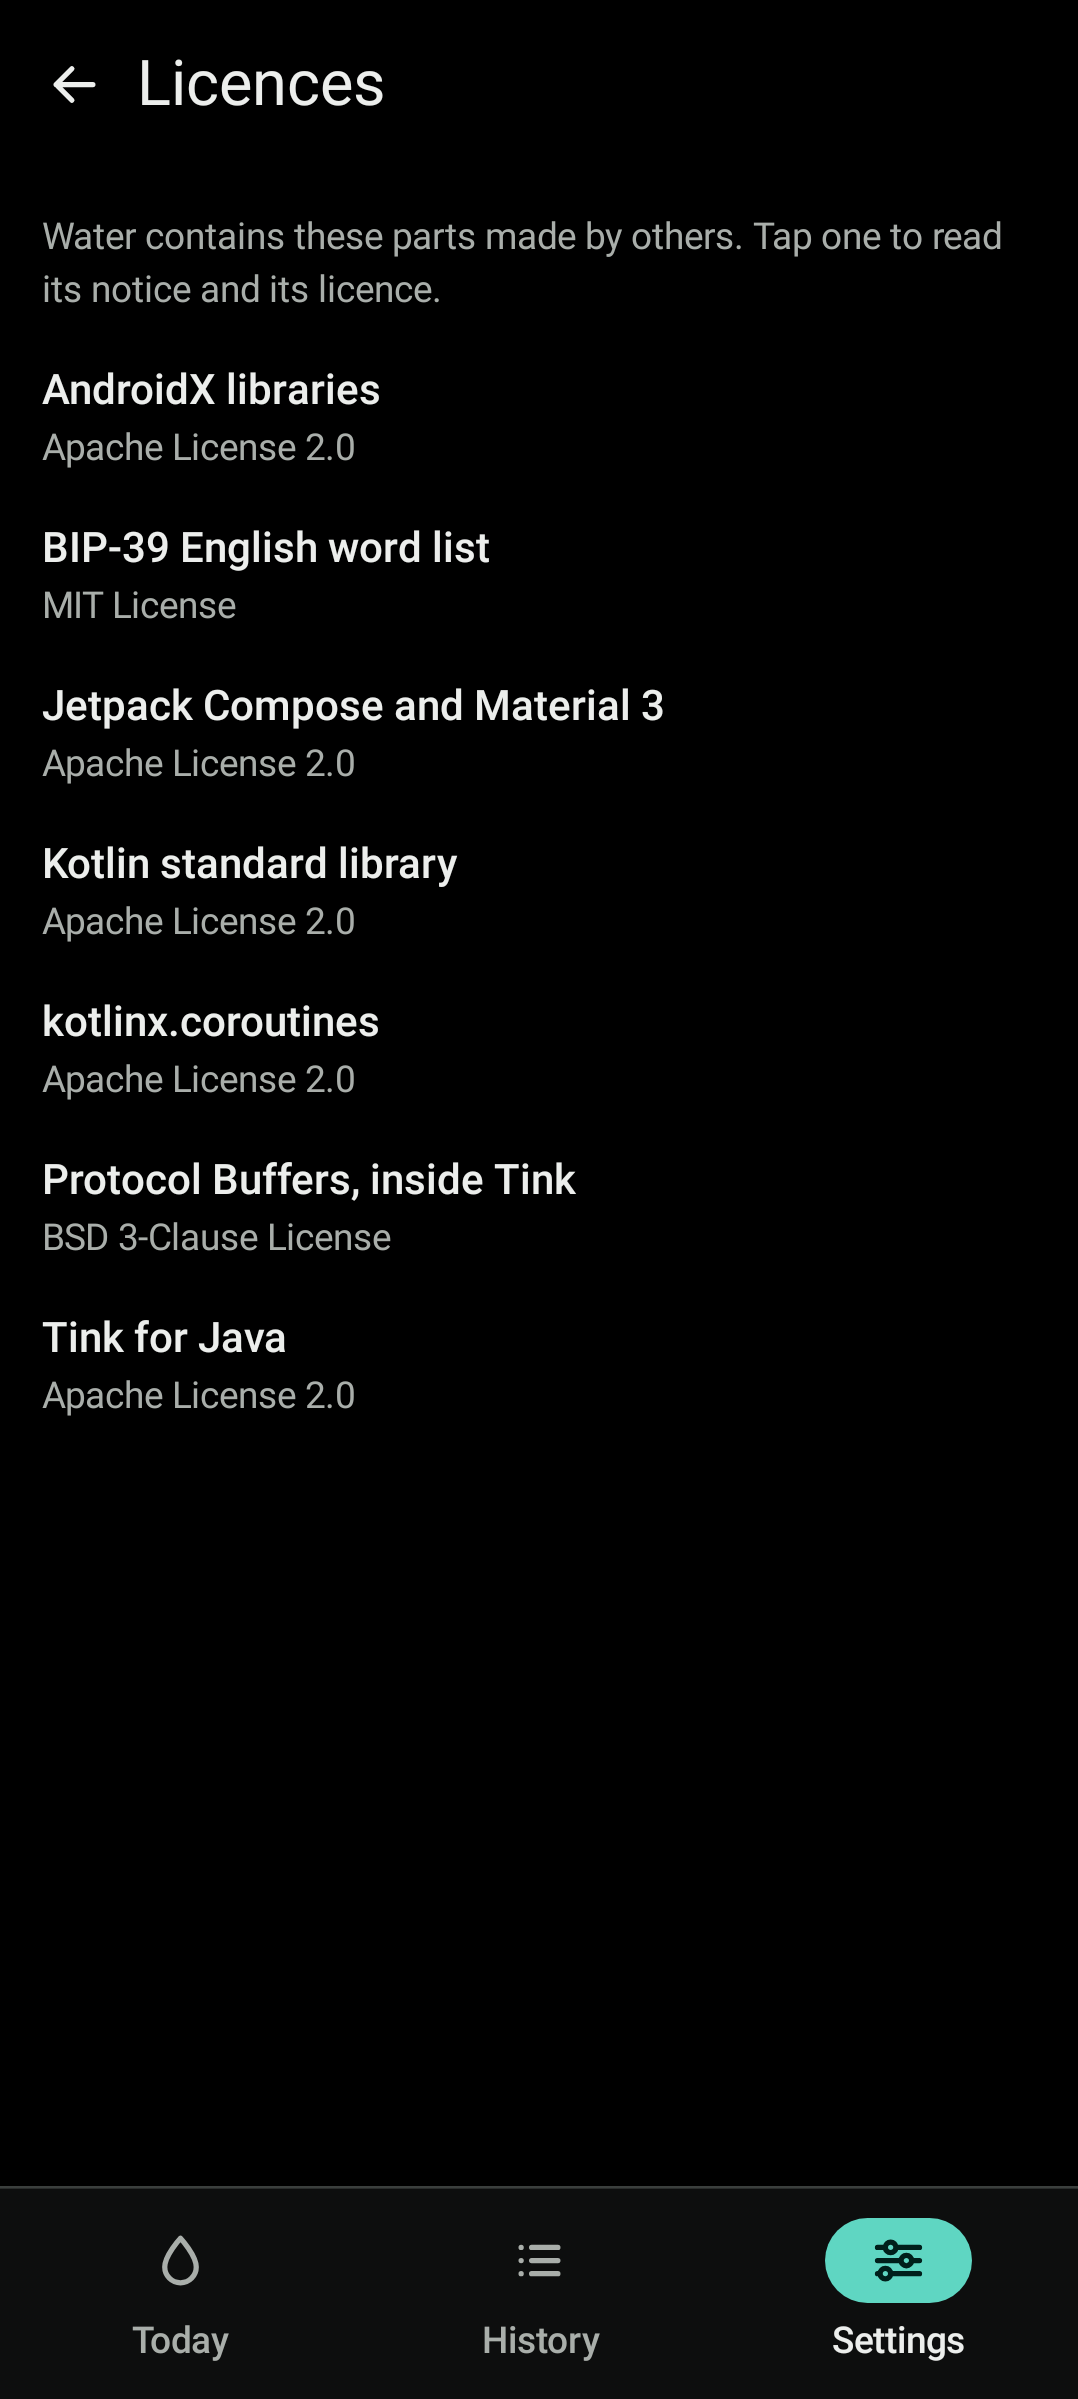 Licences
Water contains these parts made by others. Tap one to read
its notice and its licence.
AndroidX libraries
Apache License 2.0
BIP-39 English word list
MIT License
Jetpack Compose and Material 3
Apache License 2.0
Kotlin standard library
Apache License 2.0
kotlinx.coroutines
Apache License 2.0
Protocol Buffers, inside Tink
BSD 3-Clause License
Tink for Java
Apache License 2.0
Today
History
Settings